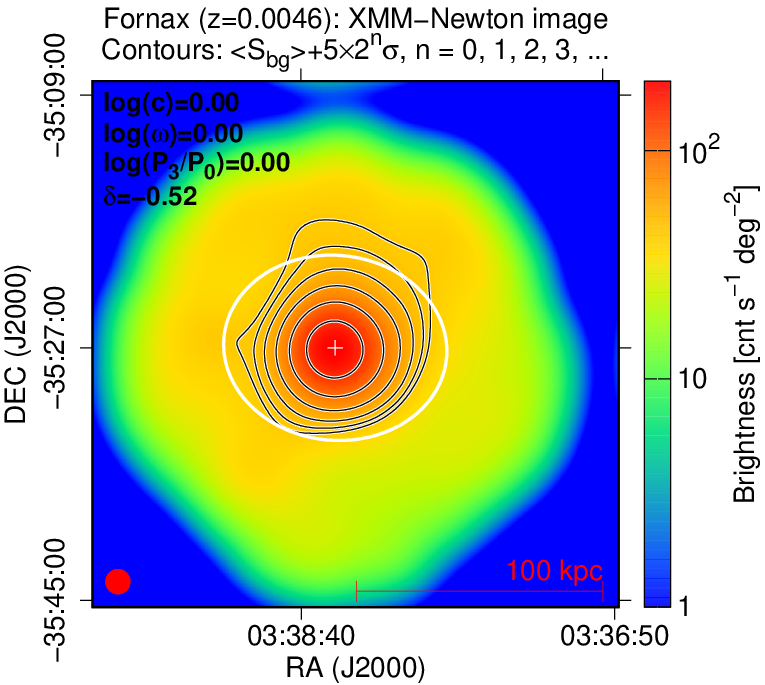 Fornax (z=0.0046): XMM−Newton image
Contours: <S_bg>+5×2^nσ, n = 0, 1, 2, 3, ...
log(c)=0.00
log(ω)=0.00
log(P_3/P_0)=0.00
δ=−0.52
−35:09:00
−35:27:00
−35:45:00
DEC (J2000)
100 kpc
03:38:40
03:36:50
RA (J2000)
10^2
10
1
Brightness [cnt s^−1 deg^−2]